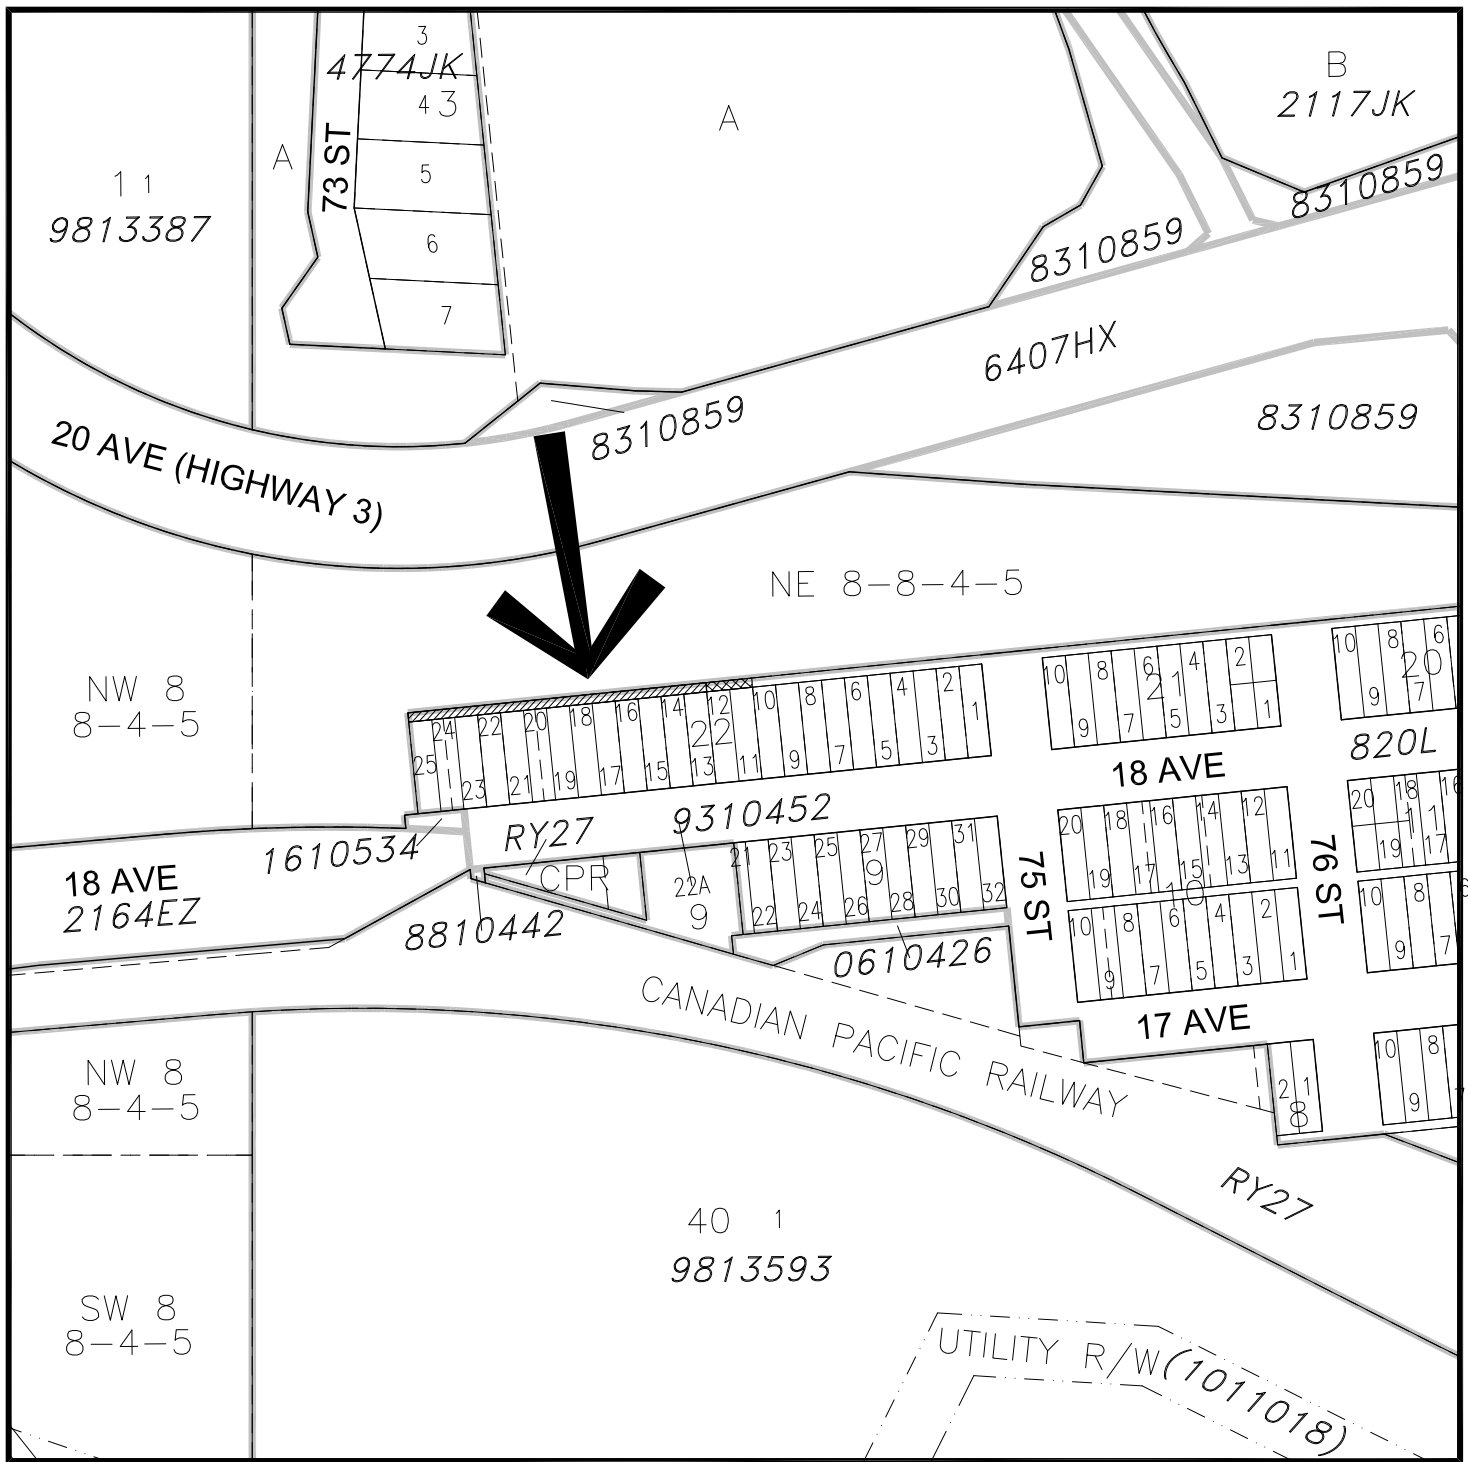 3
4774JK
4 3
5
6
7
73 ST
A
A
1 1
9813387
B
2117JK
8310859
8310859
6407HX
8310859
8310859
20 AVE (HIGHWAY 3)
NE 8-8-4-5
NW 8
8-4-5
24 22 20 18 16 14 12 10 8 6 4 2
22
25 23 21 19 17 15 13 11 9 7 5 3 1
10 8 6 4 2
21
9 7 5 3 1
10 8 6
20
9 7
820L
18 AVE
9310452
RY27
1610534
18 AVE
2164EZ
CPR
22A
9
8810442
21 23 25 27 29 31
9
22 24 26 28 30 32
0610426
75 ST
20 18 16 14 12
19 17 15 13 11
10
10 8 6 4 2
9 7 5 3 1
76 ST
20 18 16
11
19 17
10 8 6
9 7
17 AVE
CANADIAN PACIFIC RAILWAY
2 1
8
10 8
9 7
NW 8
8-4-5
RY27
40 1
9813593
SW 8
8-4-5
UTILITY R/W(1011018)